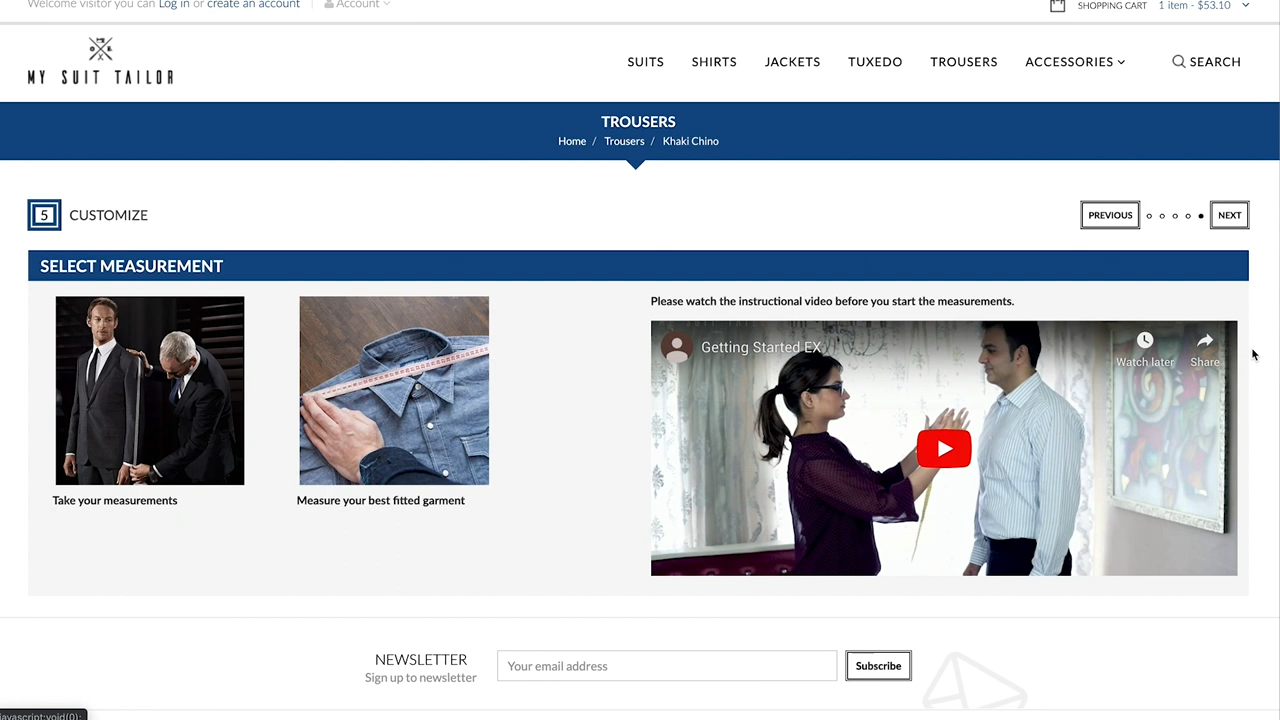 Welcome visitor you can Log in or create an account
Account
SHOPPING CART 1 item - $53.10
MY SUIT TAILOR
SUITS SHIRTS JACKETS TUXEDO TROUSERS ACCESSORIES SEARCH
TROUSERS
Home / Trousers / Khaki Chino
5 CUSTOMIZE
PREVIOUS NEXT
SELECT MEASUREMENT
Please watch the instructional video before you start the measurements.
Getting Started EX
Watch later Share
Take your measurements
Measure your best fitted garment
NEWSLETTER
Sign up to newsletter
Your email address
Subscribe
javascript:void(0);